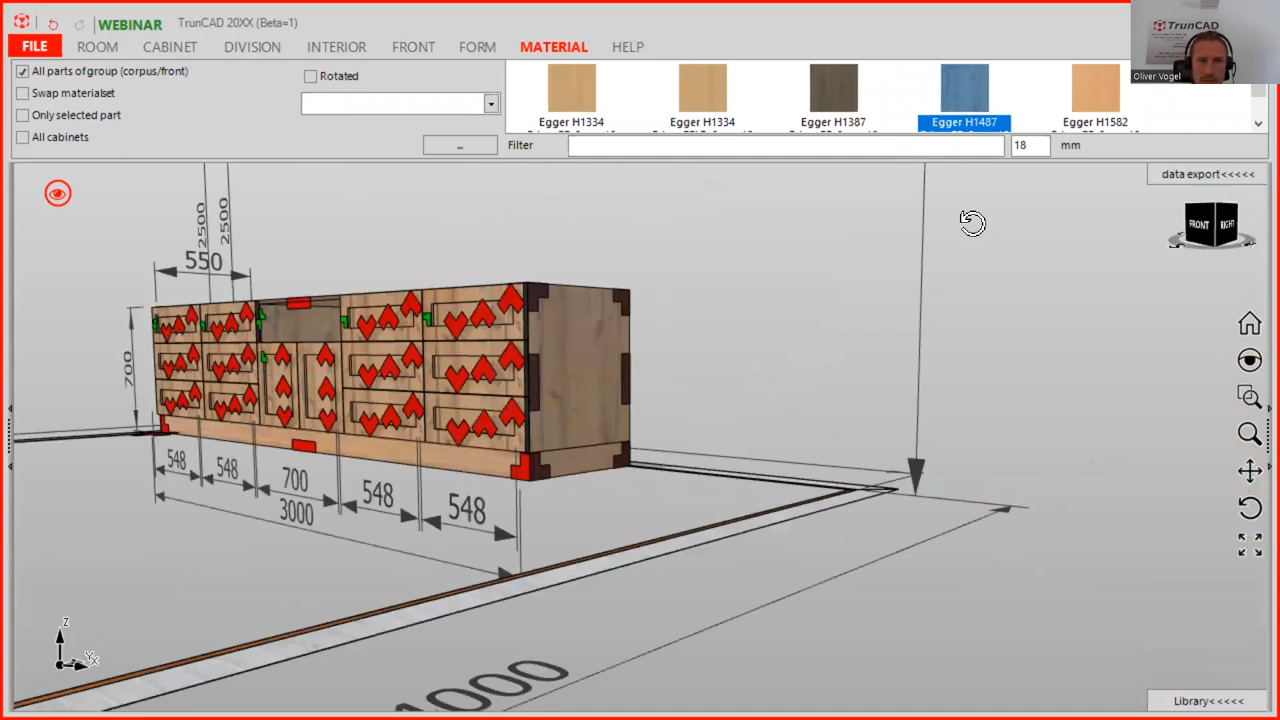 WEBINAR TrunCAD 20XX (Beta=1)
FILE ROOM CABINET DIVISION INTERIOR FRONT FORM MATERIAL HELP
TrunCAD
Oliver Vogel
All parts of group (corpus/front)
Swap materialset
Only selected part
All cabinets
Rotated
...
Egger H1334 Egger H1334 Egger H1387 Egger H1487 Egger H1582
Filter 18 mm
data export<<<<<
FRONT RIGHT
2500 2500
550
700
548 548 700 548 548
3000
1000
Z
Y X
Library<<<<<